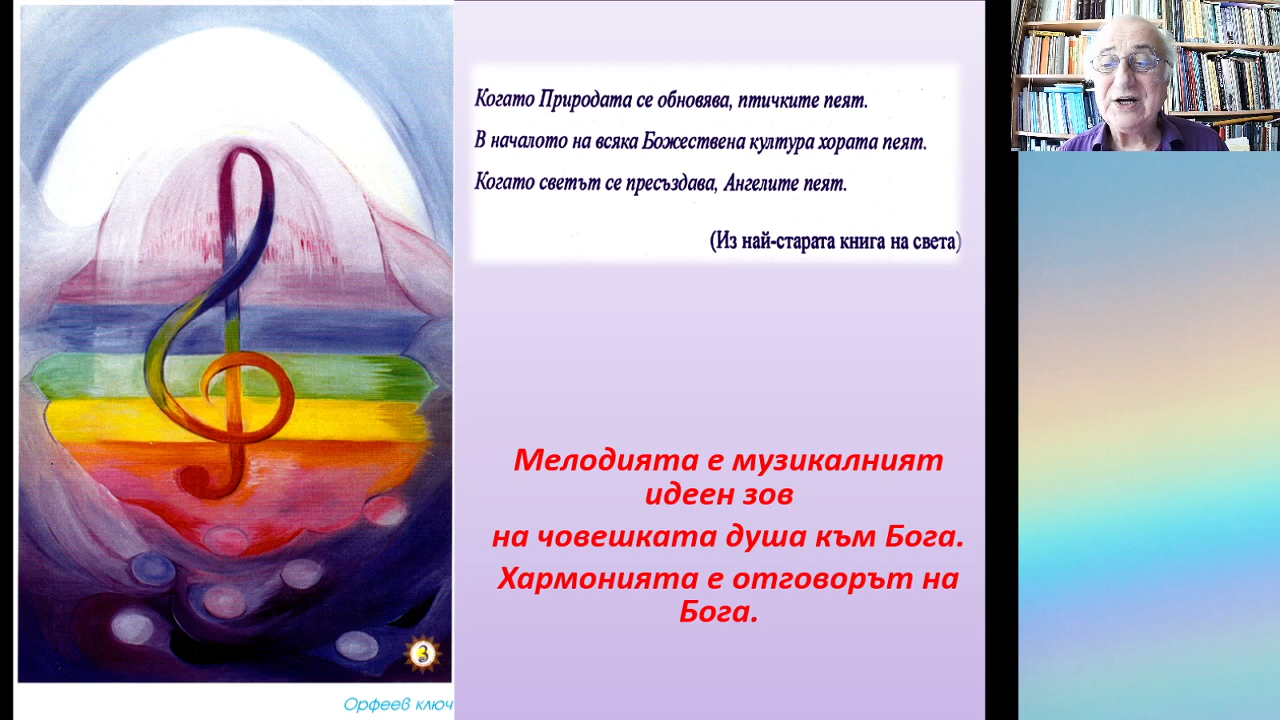 Когато Природата се обновява, птичките пеят.
В началото на всяка Божествена култура хората пеят.
Когато светът се пресъздава, Ангелите пеят.
(Из най-старата книга на света)
Мелодията е музикалният
идеен зов
на човешката душа към Бога.
Хармонията е отговорът на
Бога.
3
Орфеев ключ